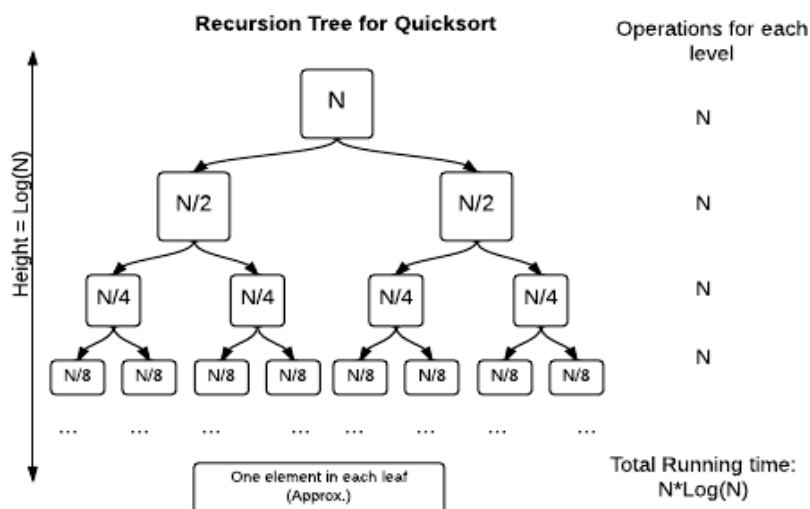 Recursion Tree for Quicksort
Operations for each
level
Height = Log(N)
N
N
N/2
N/2
N
N/4
N/4
N/4
N/4
N
N/8
N/8
N/8
N/8
N/8
N/8
N/8
N/8
N
...
...
...
...
...
...
...
...
One element in each leaf
(Approx.)
Total Running time:
N*Log(N)